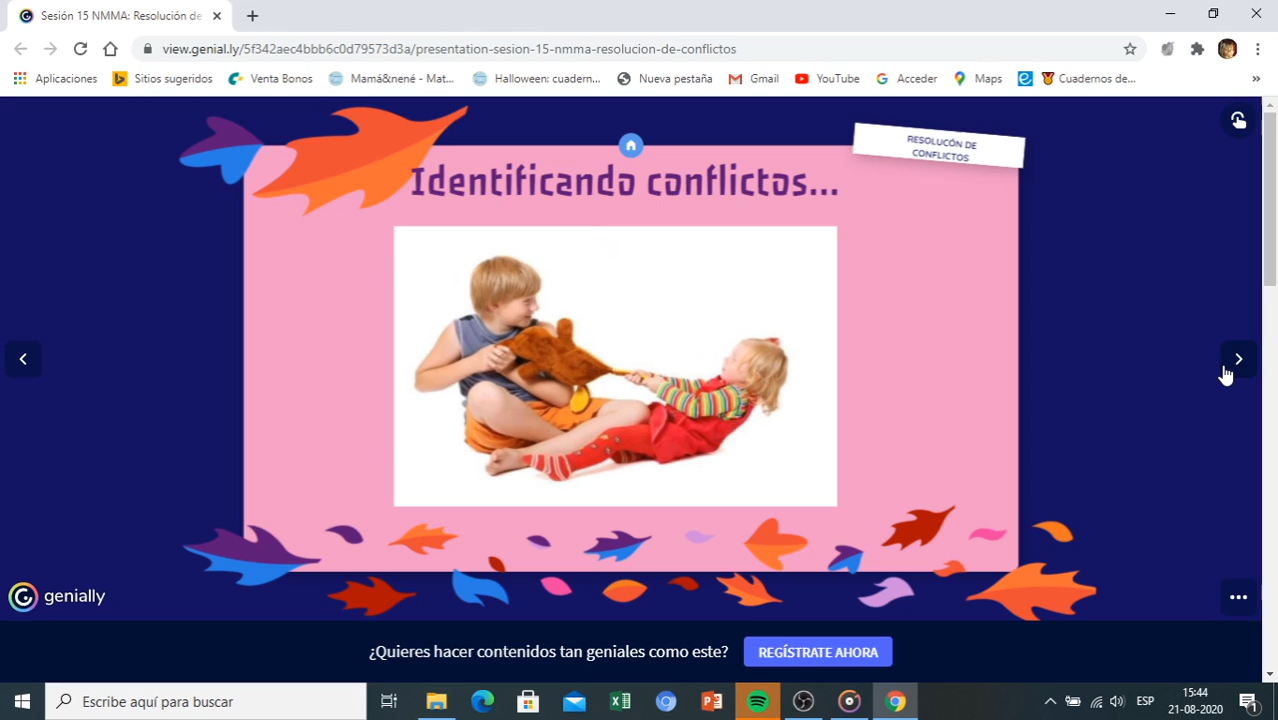 Sesión 15 NMMA: Resolución de
view.genial.ly/5f342aec4bbb6c0d79573d3a/presentation-sesion-15-nmma-resolucion-de-conflictos
Aplicaciones Sitios sugeridos Venta Bonos Mamá&nené - Mat... Halloween: cuadern... Nueva pestaña Gmail YouTube Acceder Maps Cuadernos de... »
RESOLUCÓN DE
CONFLICTOS
Identificando conflictos...
genially
¿Quieres hacer contenidos tan geniales como este? REGÍSTRATE AHORA
Escribe aquí para buscar
ESP
15:44
21-08-2020
1